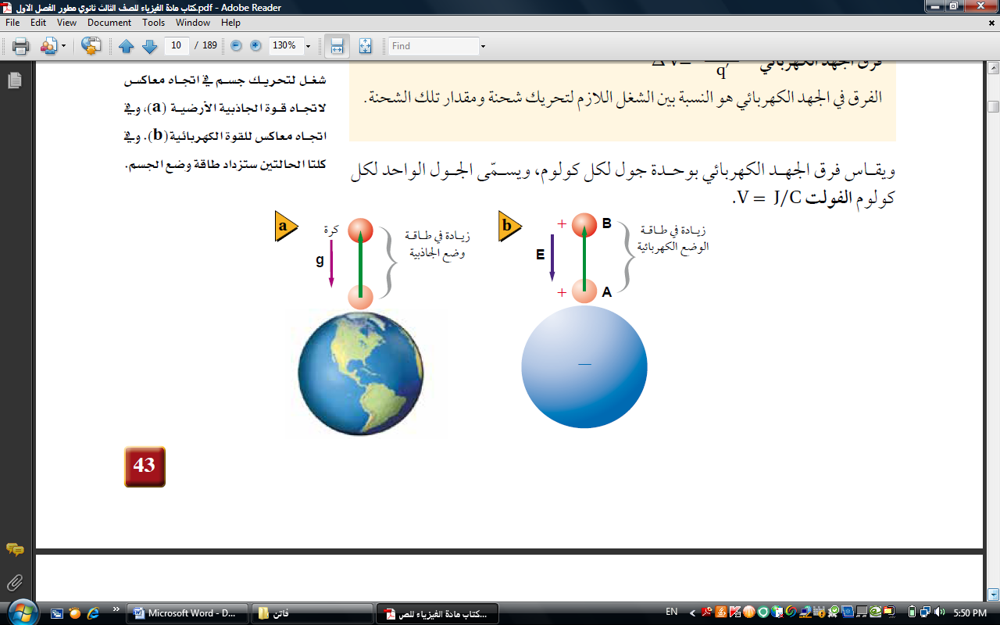 كتاب مادة الفيزياء للصف الثالث ثانوي مطور الفصل الاول.pdf - Adobe Reader
File Edit View Document Tools Window Help
10 / 189 130% Find
فرق الجهد الكهربائي ΔV=
q′
الفرق في الجهد الكهربائي هو النسبة بين الشغل اللازم لتحريك شحنة ومقدار تلك الشحنة.
شغل لتحريك جسم في اتجاه معاكس
لاتجاه قوة الجاذبية الأرضية (a)، وفي
اتجاه معاكس للقوة الكهربائية (b). وفي
كلتا الحالتين ستزداد طاقة وضع الجسم.
ويقاس فرق الجهد الكهربائي بوحدة جول لكل كولوم، ويسمّى الجول الواحد لكل
كولوم الفولت V = J/C.
a
كرة
g
زيادة في طاقة
وضع الجاذبية
b
+ B
E
+ A
زيادة في طاقة
الوضع الكهربائية
—
43
Microsoft Word - D...
فاتن
كتاب مادة الفيزياء للص...
EN
5:50 PM